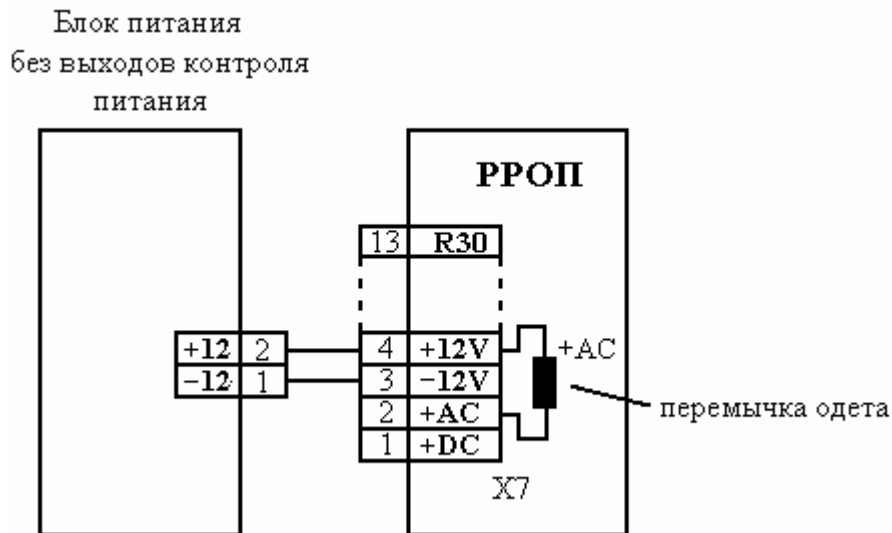 Блок питания
без выходов контроля
питания
РРОП
13 R30
+12 2 4 +12V +AC
−12 1 3 −12V
2 +AC перемычка одета
1 +DC
X7